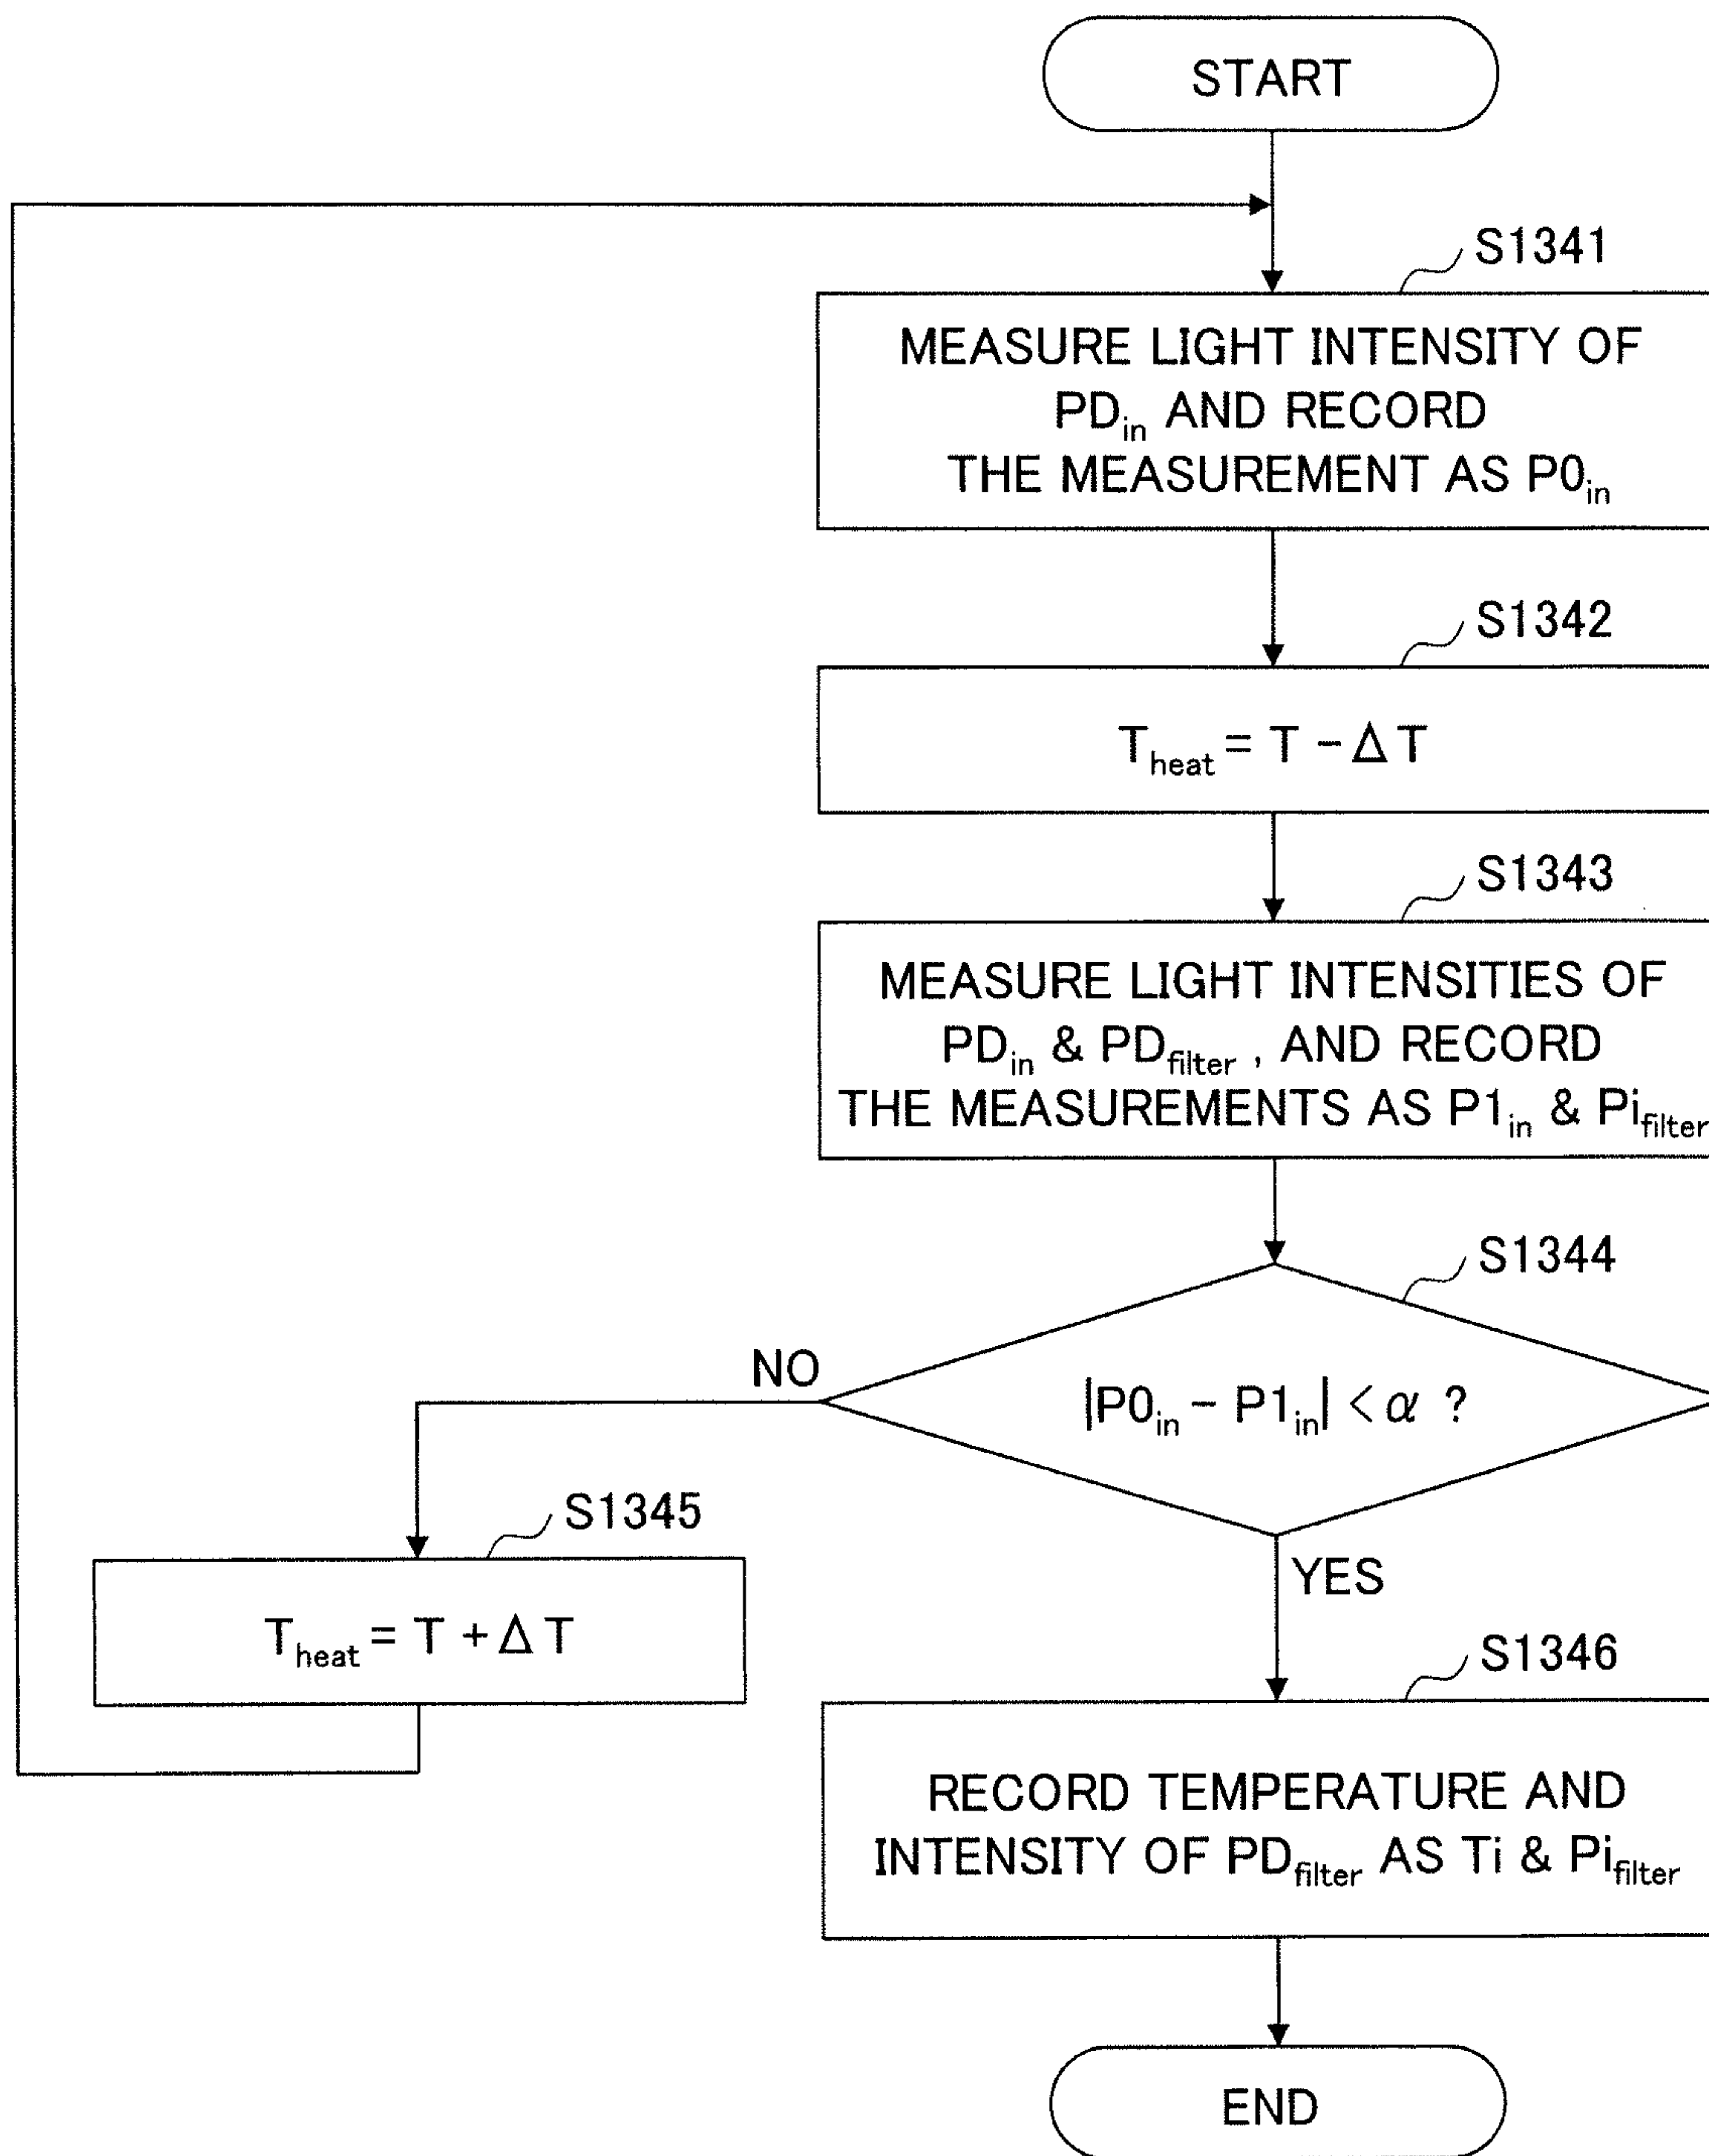 START
S1341
MEASURE LIGHT INTENSITY OF
PDin AND RECORD
THE MEASUREMENT AS P0in
S1342
Theat = T - Δ T
S1343
MEASURE LIGHT INTENSITIES OF
PDin & PDfilter , AND RECORD
THE MEASUREMENTS AS P1in & Pifilter
S1344
NO
|P0in - P1in| < α ?
S1345
YES
Theat = T + Δ T
S1346
RECORD TEMPERATURE AND
INTENSITY OF PDfilter AS Ti & Pifilter
END